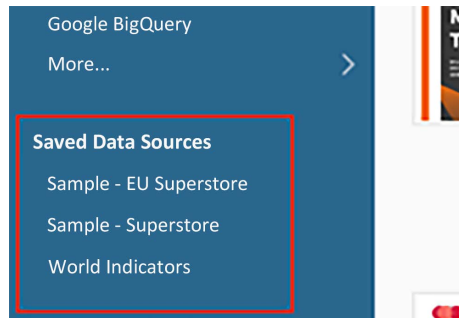 Google BigQuery
More...
Saved Data Sources
Sample - EU Superstore
Sample - Superstore
World Indicators